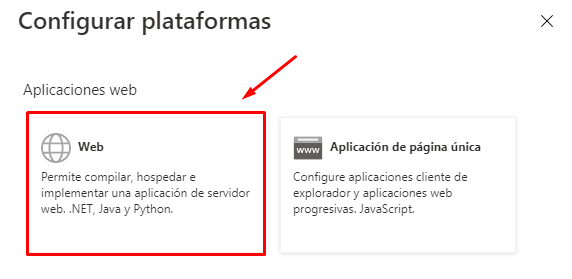 Configurar plataformas
Aplicaciones web
Web
Permite compilar, hospedar e
implementar una aplicación de servidor
web. .NET, Java y Python.
www
Aplicación de página única
Configure aplicaciones cliente de
explorador y aplicaciones web
progresivas. JavaScript.